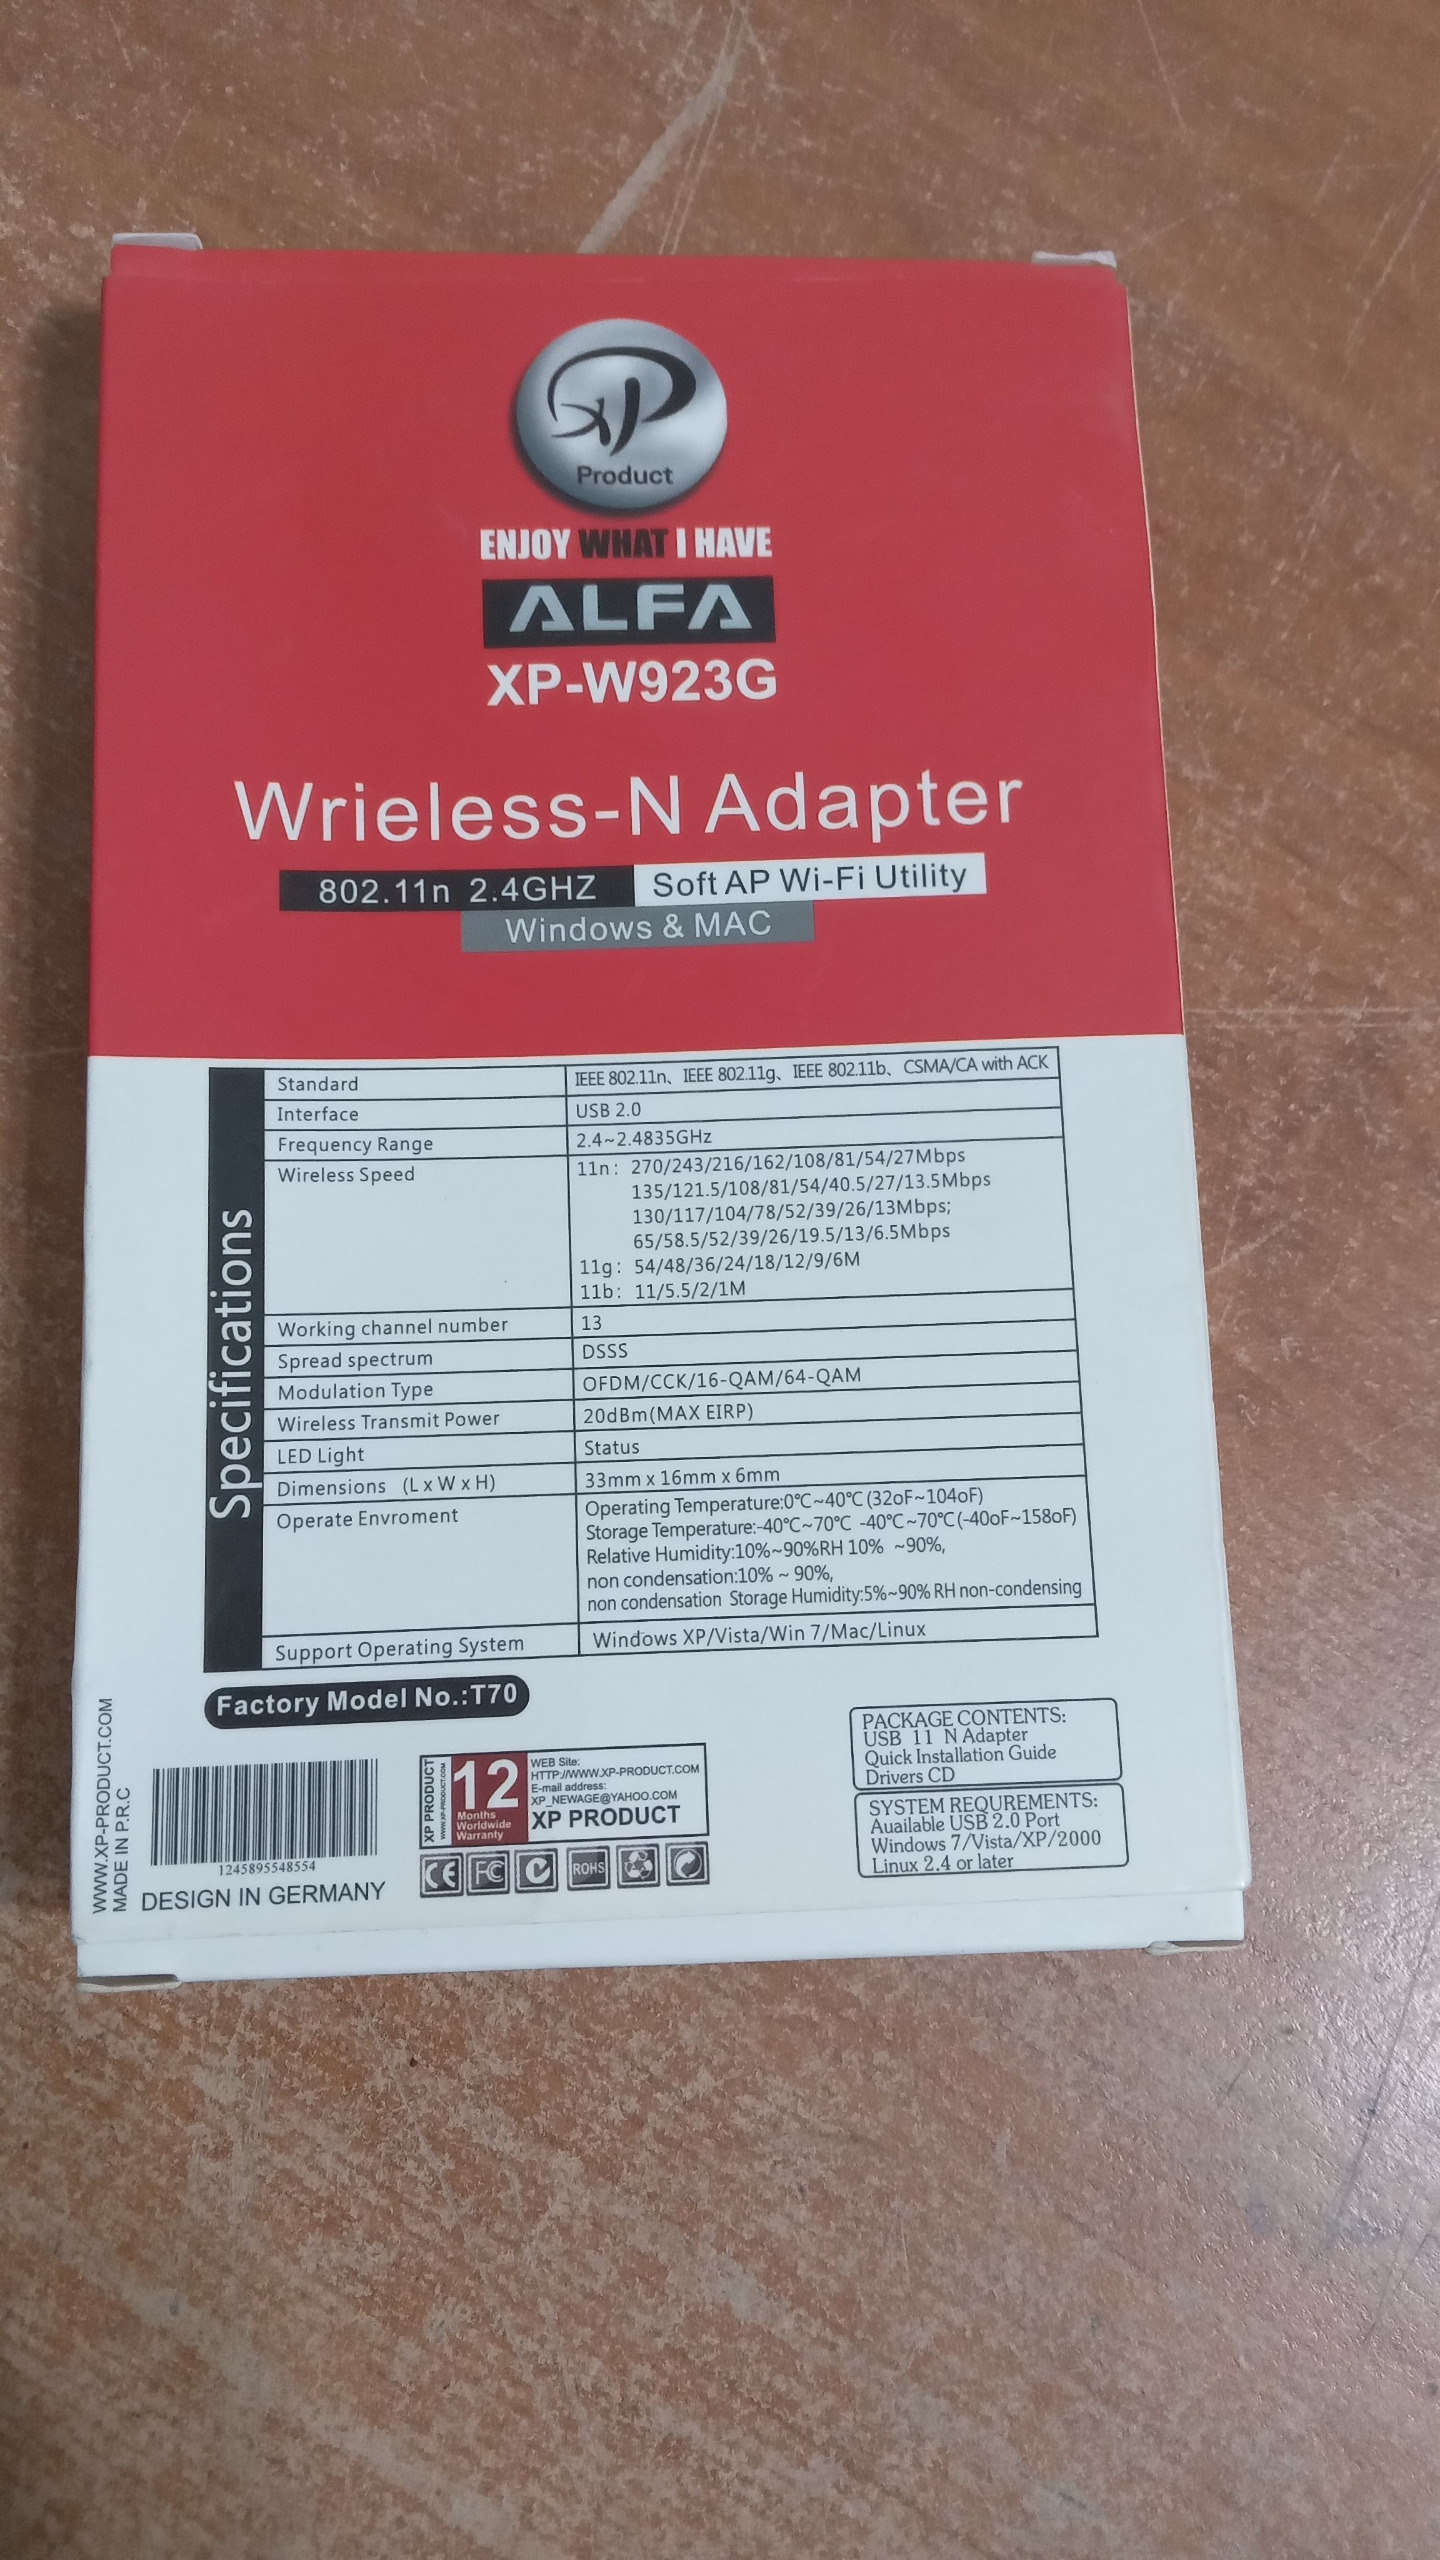 XP
Product
ENJOY WHAT I HAVE
ALFA
XP-W923G
Wrieless-N Adapter
802.11n 2.4GHZ Soft AP Wi-Fi Utility
Windows & MAC
Specifications
Standard IEEE 802.11n、IEEE 802.11g、IEEE 802.11b、CSMA/CA with ACK
Interface USB 2.0
Frequency Range 2.4~2.4835GHz
Wireless Speed 11n: 270/243/216/162/108/81/54/27Mbps
135/121.5/108/81/54/40.5/27/13.5Mbps
130/117/104/78/52/39/26/13Mbps;
65/58.5/52/39/26/19.5/13/6.5Mbps
11g: 54/48/36/24/18/12/9/6M
11b: 11/5.5/2/1M
Working channel number 13
Spread spectrum DSSS
Modulation Type OFDM/CCK/16-QAM/64-QAM
Wireless Transmit Power 20dBm(MAX EIRP)
LED Light Status
Dimensions (L x W x H) 33mm x 16mm x 6mm
Operate Envroment Operating Temperature:0℃~40℃(32oF~104oF)
Storage Temperature:-40℃~70℃ -40℃~70℃(-40oF~158oF)
Relative Humidity:10%~90%RH 10% ~90%,
non condensation:10% ~ 90%,
non condensation Storage Humidity:5%~90% RH non-condensing
Support Operating System Windows XP/Vista/Win 7/Mac/Linux
Factory Model No.:T70
WWW.XP-PRODUCT.COM
MADE IN P.R.C
1245895548554
DESIGN IN GERMANY
XP PRODUCT
WWW.XP-PRODUCT.COM
12
Months
Worldwide
Warranty
WEB Site:
HTTP://WWW.XP-PRODUCT.COM
E-mail address:
XP_NEWAGE@YAHOO.COM
XP PRODUCT
CE FC ROHS
PACKAGE CONTENTS:
USB 11 N Adapter
Quick Installation Guide
Drivers CD
SYSTEM REQUREMENTS:
Auailable USB 2.0 Port
Windows 7/Vista/XP/2000
Linux 2.4 or later